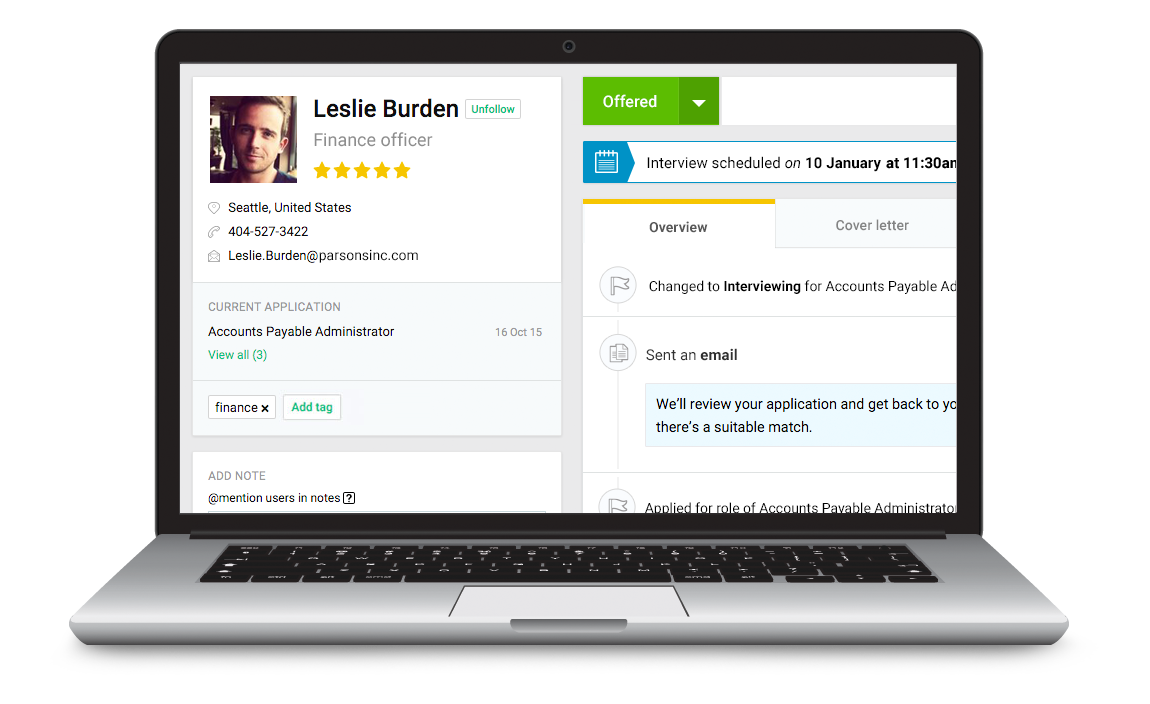 Leslie Burden
Unfollow
Finance officer
Seattle, United States
404-527-3422
Leslie.Burden@parsonsinc.com
CURRENT APPLICATION
Accounts Payable Administrator
16 Oct 15
View all (3)
finance ×
Add tag
ADD NOTE
@mention users in notes ?
Offered
Interview scheduled on 10 January at 11:30am
Overview
Cover letter
Changed to Interviewing for Accounts Payable Ad
Sent an email
We’ll review your application and get back to yo
there’s a suitable match.
Applied for role of Accounts Payable Administrator